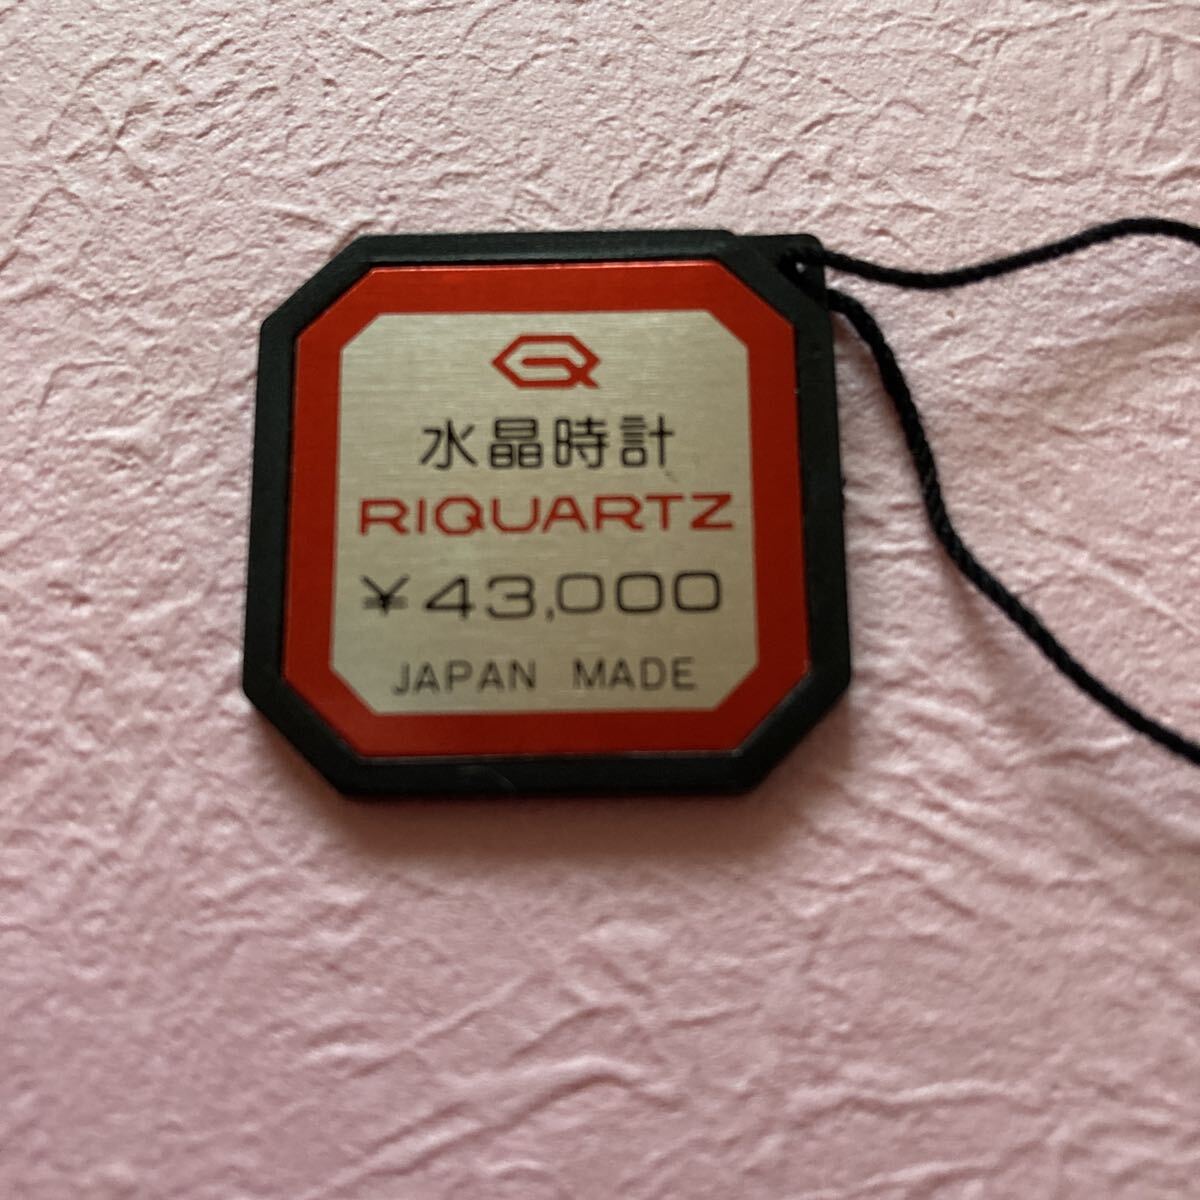 水晶時計
RIQUARTZ
¥43,000
JAPAN MADE